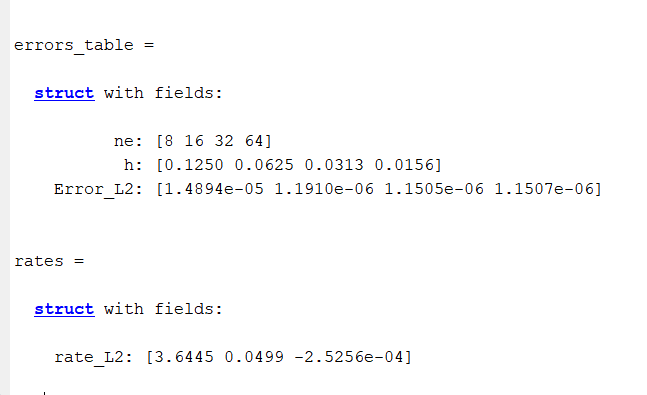 errors_table =
struct with fields:
ne: [8 16 32 64]
h: [0.1250 0.0625 0.0313 0.0156]
Error_L2: [1.4894e-05 1.1910e-06 1.1505e-06 1.1507e-06]
rates =
struct with fields:
rate_L2: [3.6445 0.0499 -2.5256e-04]